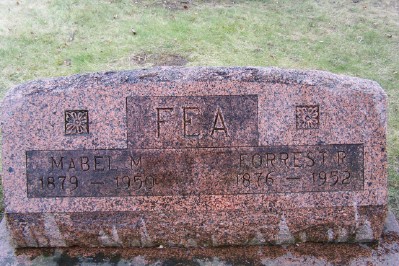 FEA
MABEL M. FORREST R.
1879 – 1950 1876 – 1952